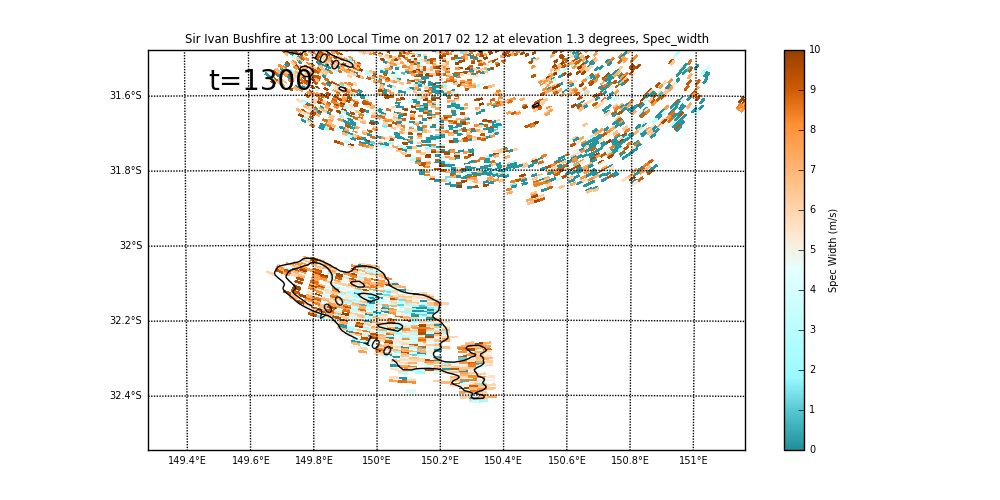 Sir Ivan Bushfire at 13:00 Local Time on 2017 02 12 at elevation 1.3 degrees, Spec_width
t=1300
31.6°S
31.8°S
32°S
32.2°S
32.4°S
149.4°E 149.6°E 149.8°E 150°E 150.2°E 150.4°E 150.6°E 150.8°E 151°E
10
9
8
7
6
5
4
3
2
1
0
Spec Width (m/s)
10.0